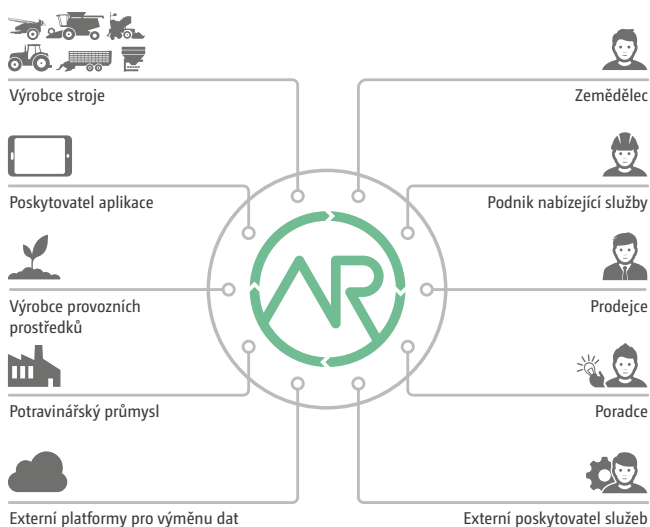 Výrobce stroje
Zemědělec
Poskytovatel aplikace
Podnik nabízející služby
AR
Výrobce provozních
prostředků
Prodejce
Potravinářský průmysl
Poradce
Externí platformy pro výměnu dat
Externí poskytovatel služeb